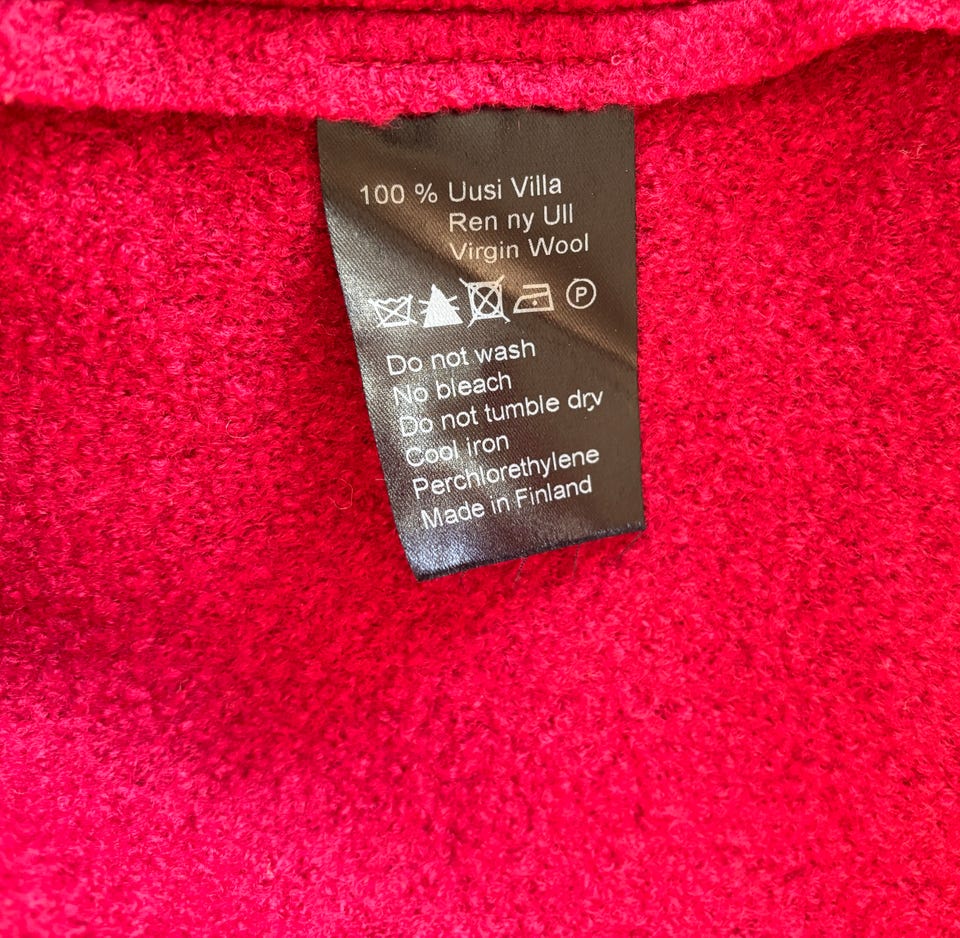 100 % Uusi Villa
Ren ny Ull
Virgin Wool
P
Do not wash
No bleach
Do not tumble dry
Cool iron
Perchlorethylene
Made in Finland